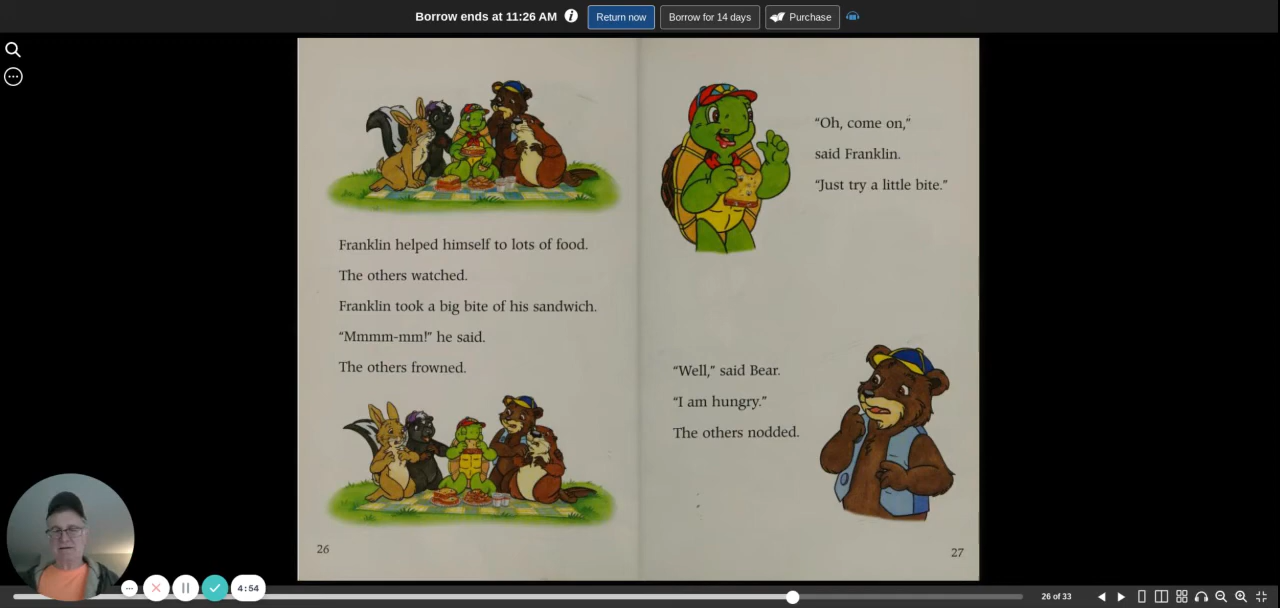 Borrow ends at 11:26 AM
Return now
Borrow for 14 days
Purchase
Franklin helped himself to lots of food.
The others watched.
Franklin took a big bite of his sandwich.
“Mmmm-mm!” he said.
The others frowned.
26
“Oh, come on,”
said Franklin.
“Just try a little bite.”
“Well,” said Bear.
“I am hungry.”
The others nodded.
27
4:54
26 of 33